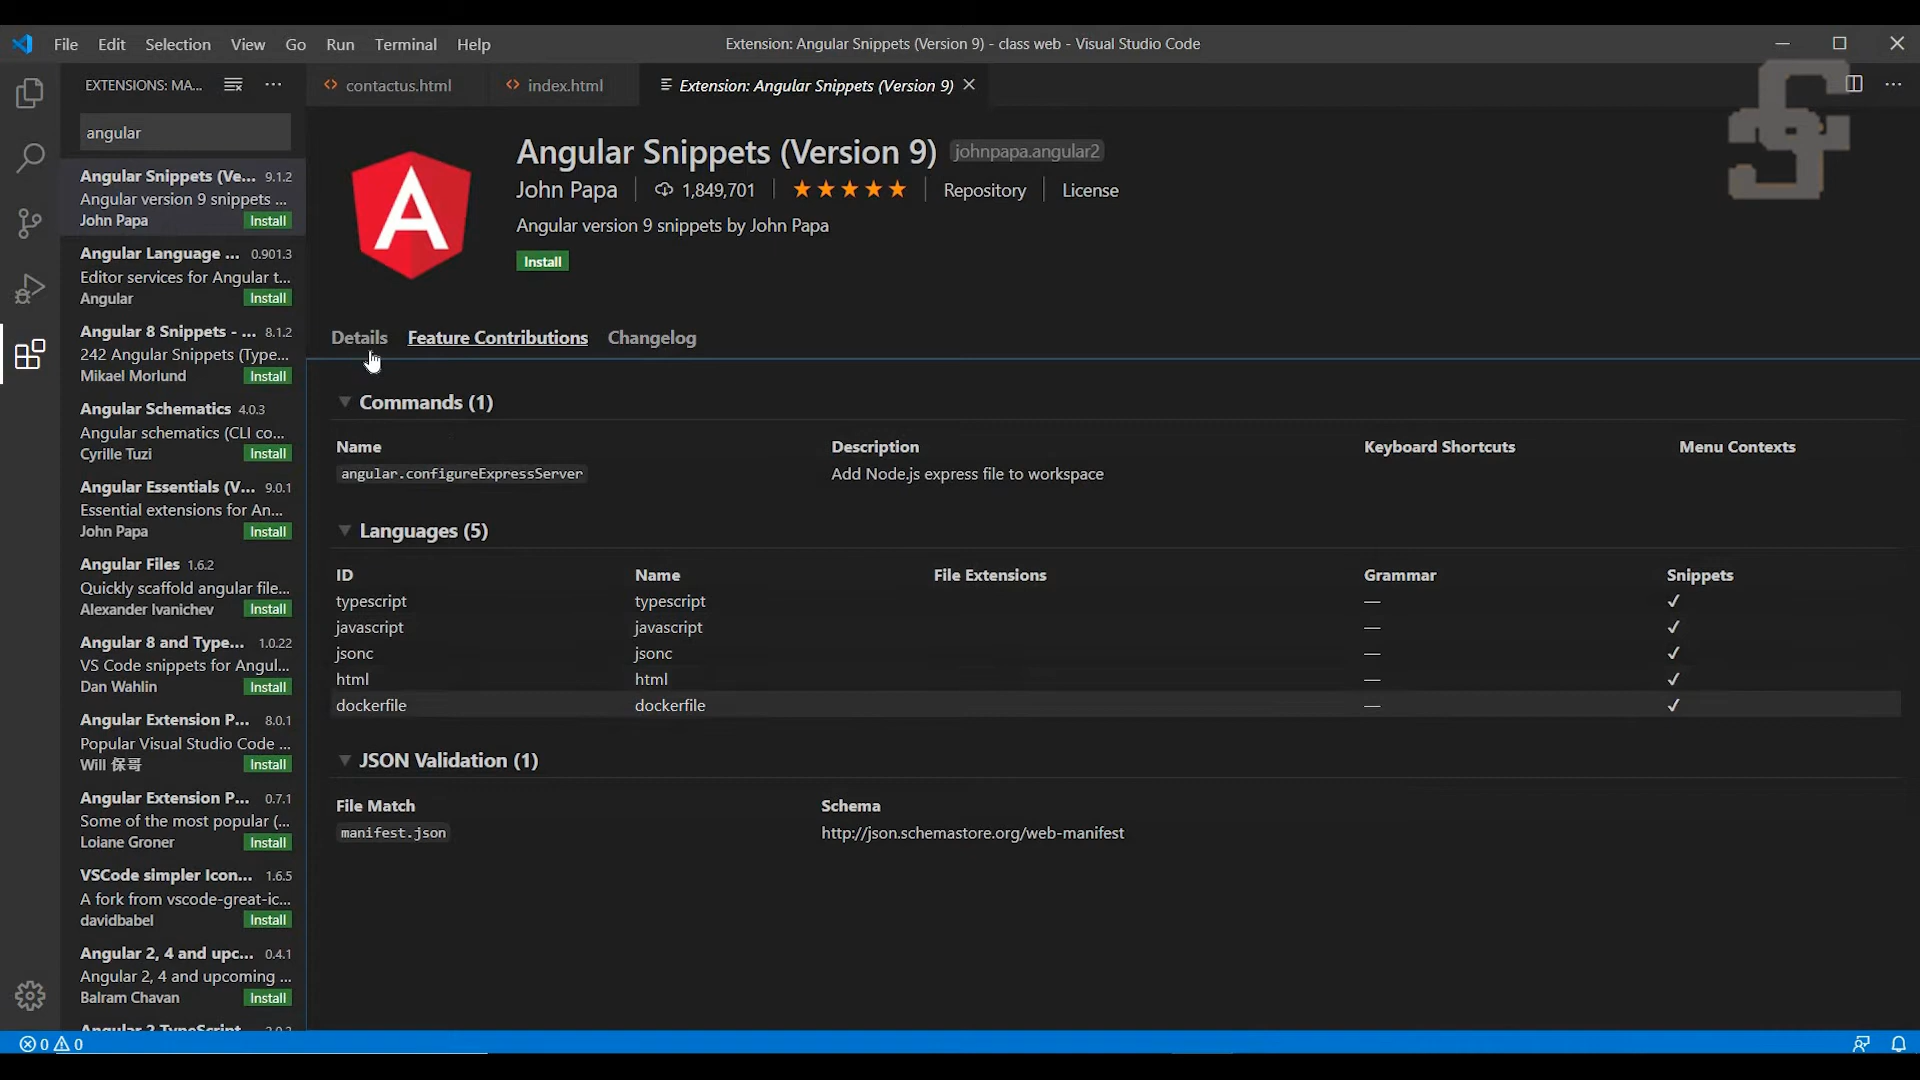 File Edit Selection View Go Run Terminal Help
Extension: Angular Snippets (Version 9) - class web - Visual Studio Code
EXTENSIONS: MA...
contactus.html
index.html
Extension: Angular Snippets (Version 9)
angular
Angular Snippets (Ve... 9.1.2
Angular version 9 snippets ...
John Papa Install
Angular Language ... 0.901.3
Editor services for Angular t...
Angular Install
Angular 8 Snippets - ... 8.1.2
242 Angular Snippets (Type...
Mikael Morlund Install
Angular Schematics 4.0.3
Angular schematics (CLI co...
Cyrille Tuzi Install
Angular Essentials (V... 9.0.1
Essential extensions for An...
John Papa Install
Angular Files 1.6.2
Quickly scaffold angular file...
Alexander Ivanichev Install
Angular 8 and Type... 1.0.22
VS Code snippets for Angul...
Dan Wahlin Install
Angular Extension P... 8.0.1
Popular Visual Studio Code ...
Will 保哥 Install
Angular Extension P... 0.7.1
Some of the most popular (...
Loiane Groner Install
VSCode simpler Icon... 1.6.5
A fork from vscode-great-ic...
davidbabel Install
Angular 2, 4 and upc... 0.4.1
Angular 2, 4 and upcoming ...
Balram Chavan Install
Angular 2 TypeScript
A
Angular Snippets (Version 9) johnpapa.angular2
John Papa 1,849,701 Repository License
Angular version 9 snippets by John Papa
Install
Details Feature Contributions Changelog
Commands (1)
Name Description Keyboard Shortcuts Menu Contexts
angular.configureExpressServer Add Node.js express file to workspace
Languages (5)
ID Name File Extensions Grammar Snippets
typescript typescript — ✓
javascript javascript — ✓
jsonc jsonc — ✓
html html — ✓
dockerfile dockerfile — ✓
JSON Validation (1)
File Match Schema
manifest.json http://json.schemastore.org/web-manifest
0 0